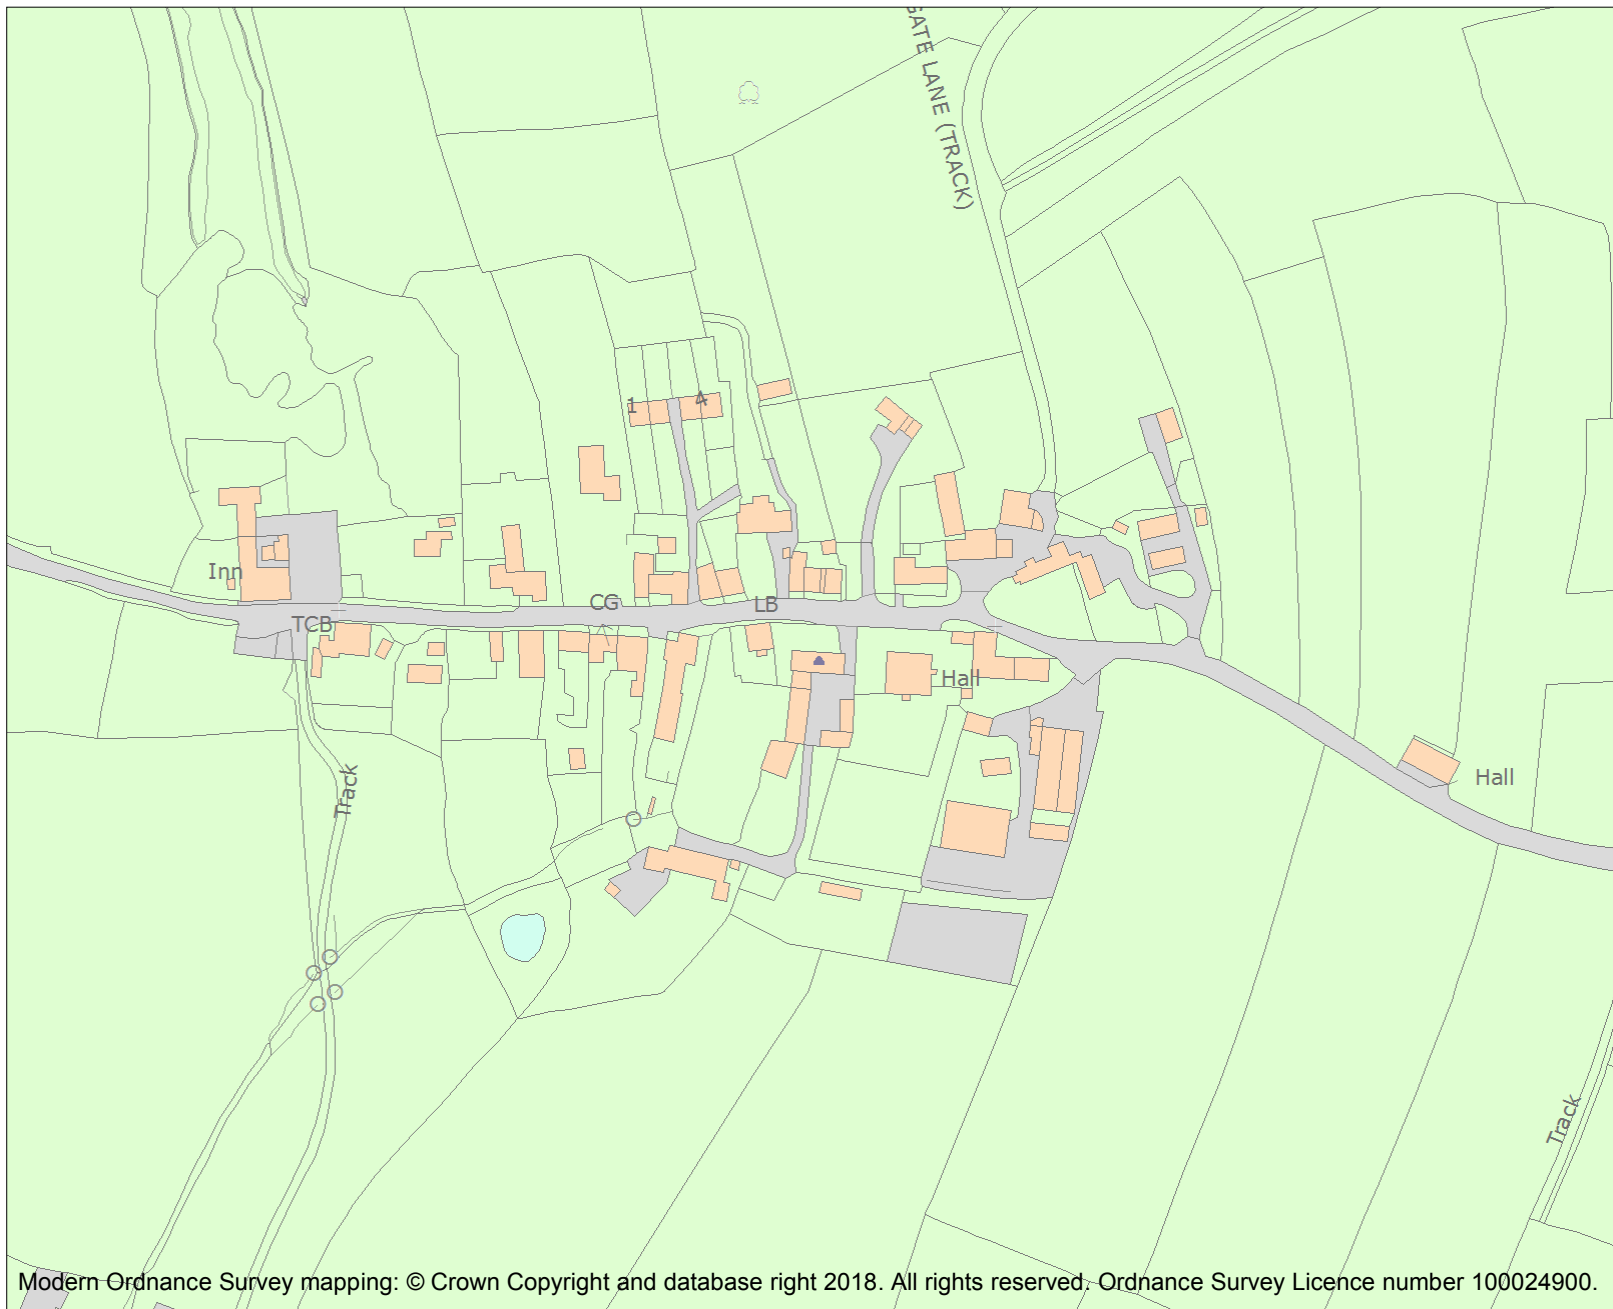 GATE LANE (TRACK)
1
4
Inn
CG
LB
TCB
Hall
Track
Hall
Track
Modern Ordnance Survey mapping: © Crown Copyright and database right 2018. All rights reserved. Ordnance Survey Licence number 100024900.